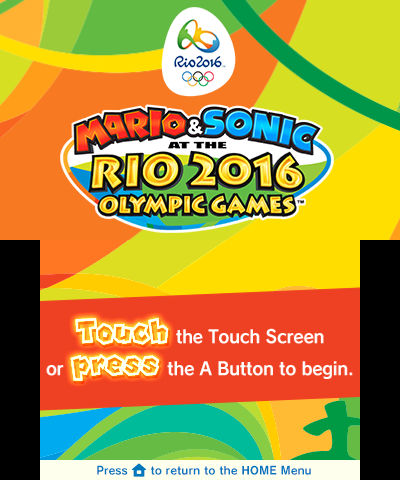 Rio2016
MARIO & SONIC
AT THE
RIO 2016
OLYMPIC GAMES™
Touch the Touch Screen
or press the A Button to begin.
Press to return to the HOME Menu